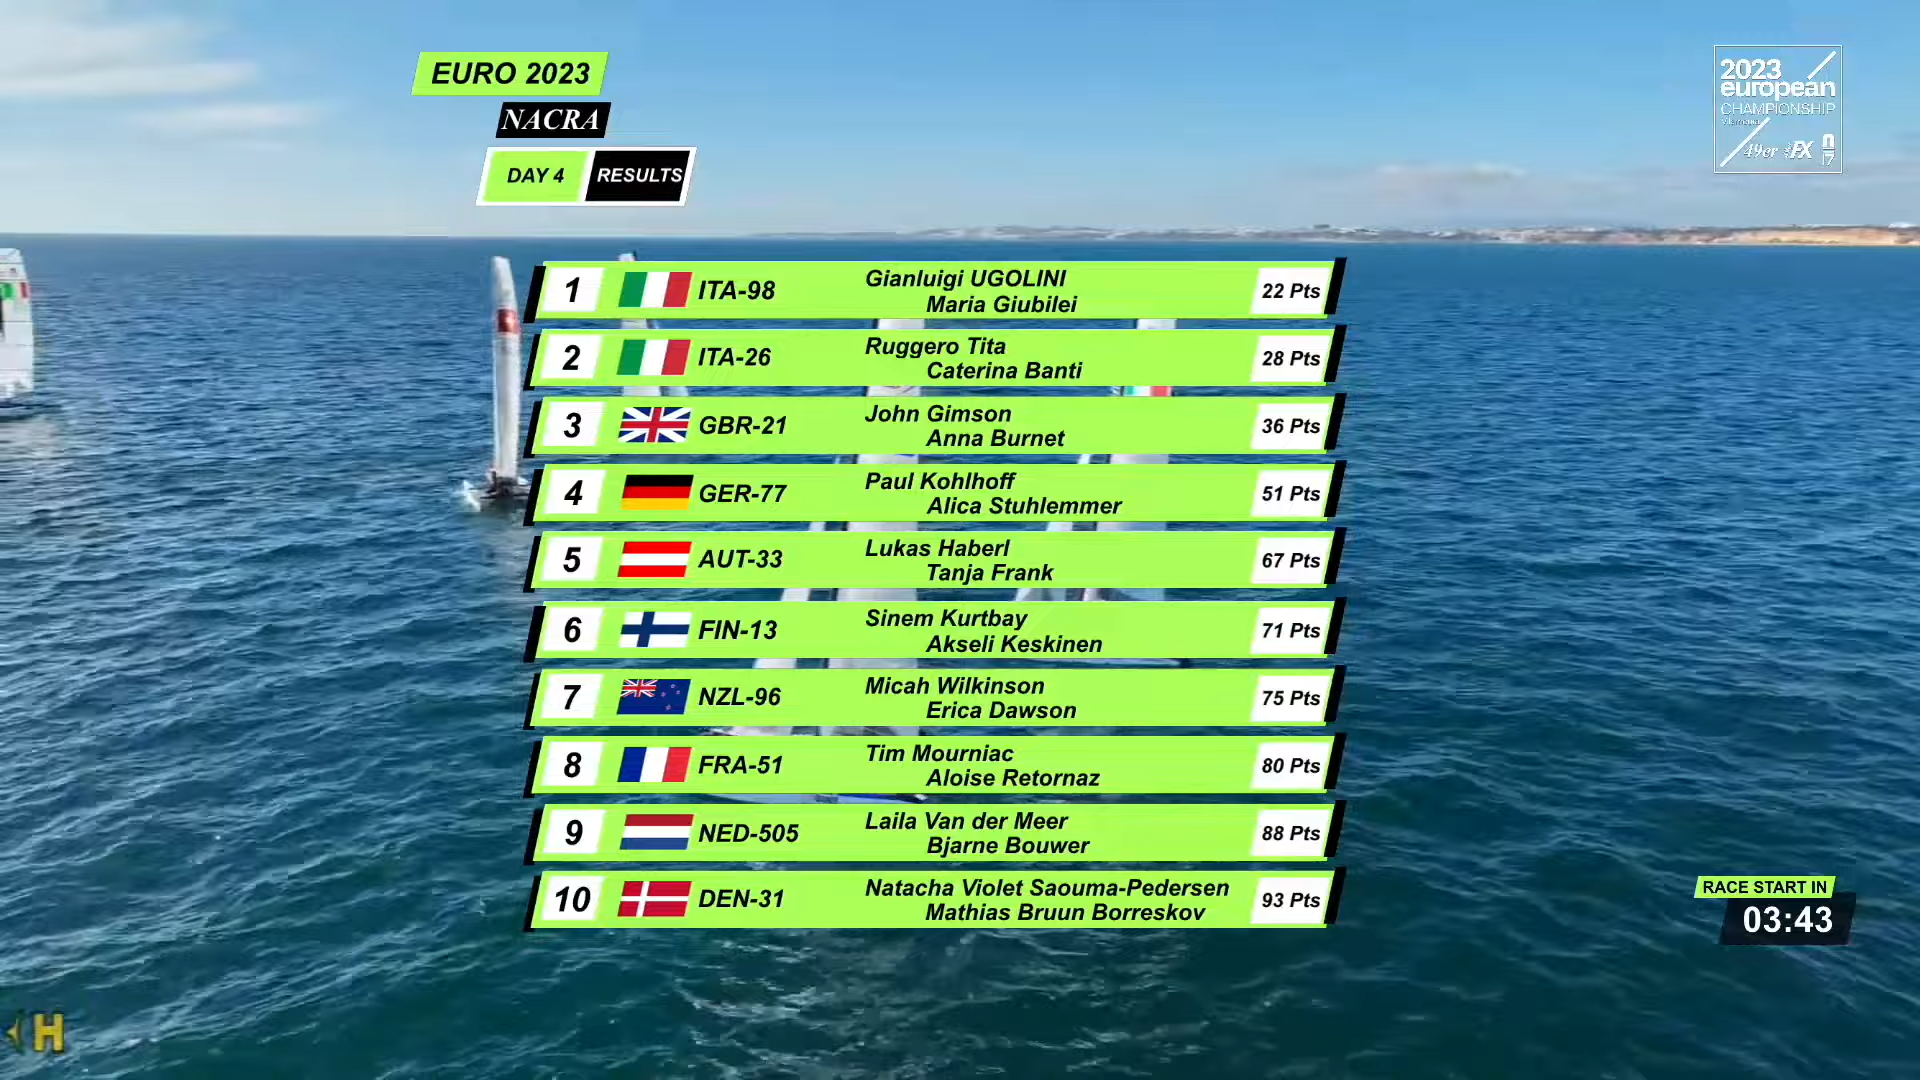 EURO 2023
NACRA
DAY 4 RESULTS
2023
european
CHAMPIONSHIP
Vilamoura
49er FX N17
1 ITA-98 Gianluigi UGOLINI
Maria Giubilei
22 Pts
2 ITA-26 Ruggero Tita
Caterina Banti
28 Pts
3 GBR-21 John Gimson
Anna Burnet
36 Pts
4 GER-77 Paul Kohlhoff
Alica Stuhlemmer
51 Pts
5 AUT-33 Lukas Haberl
Tanja Frank
67 Pts
6 FIN-13 Sinem Kurtbay
Akseli Keskinen
71 Pts
7 NZL-96 Micah Wilkinson
Erica Dawson
75 Pts
8 FRA-51 Tim Mourniac
Aloise Retornaz
80 Pts
9 NED-505 Laila Van der Meer
Bjarne Bouwer
88 Pts
10 DEN-31 Natacha Violet Saouma-Pedersen
Mathias Bruun Borreskov
93 Pts
RACE START IN
03:43
H